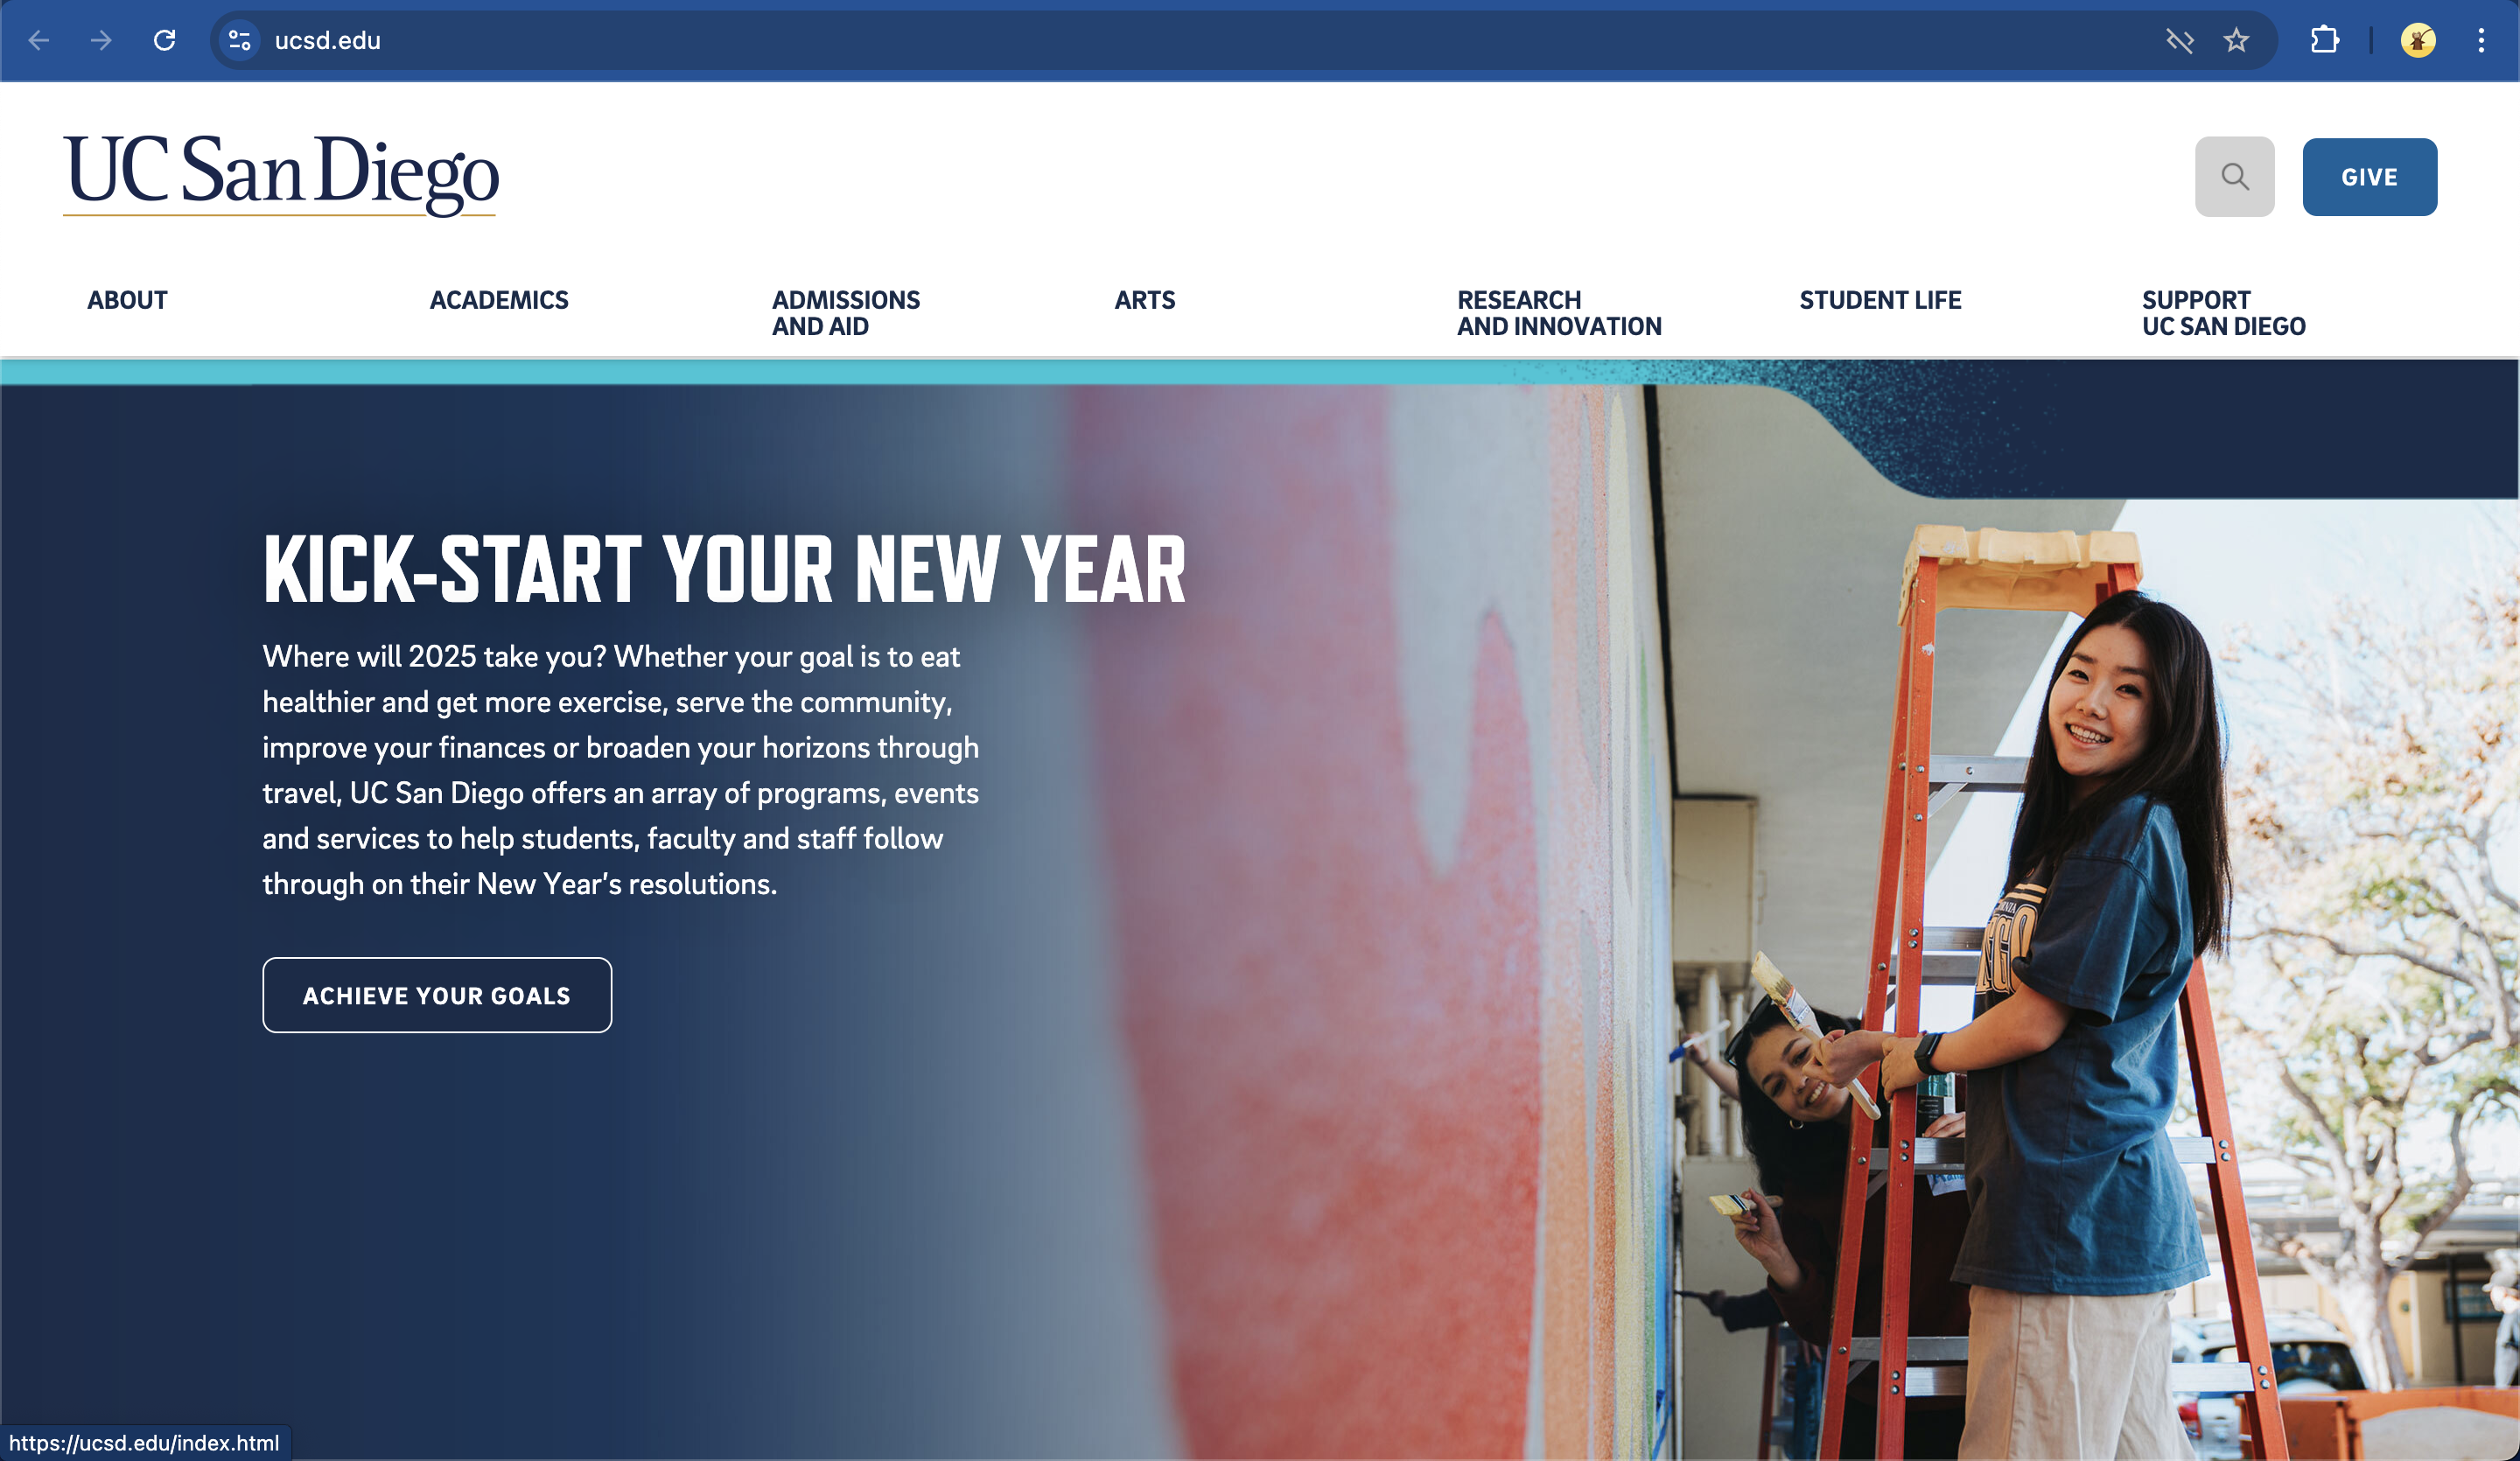 ucsd.edu
UC San Diego
GIVE
ABOUT
ACADEMICS
ADMISSIONS
AND AID
ARTS
RESEARCH
AND INNOVATION
STUDENT LIFE
SUPPORT
UC SAN DIEGO
KICK-START YOUR NEW YEAR
Where will 2025 take you? Whether your goal is to eat
healthier and get more exercise, serve the community,
improve your finances or broaden your horizons through
travel, UC San Diego offers an array of programs, events
and services to help students, faculty and staff follow
through on their New Year’s resolutions.
ACHIEVE YOUR GOALS
https://ucsd.edu/index.html